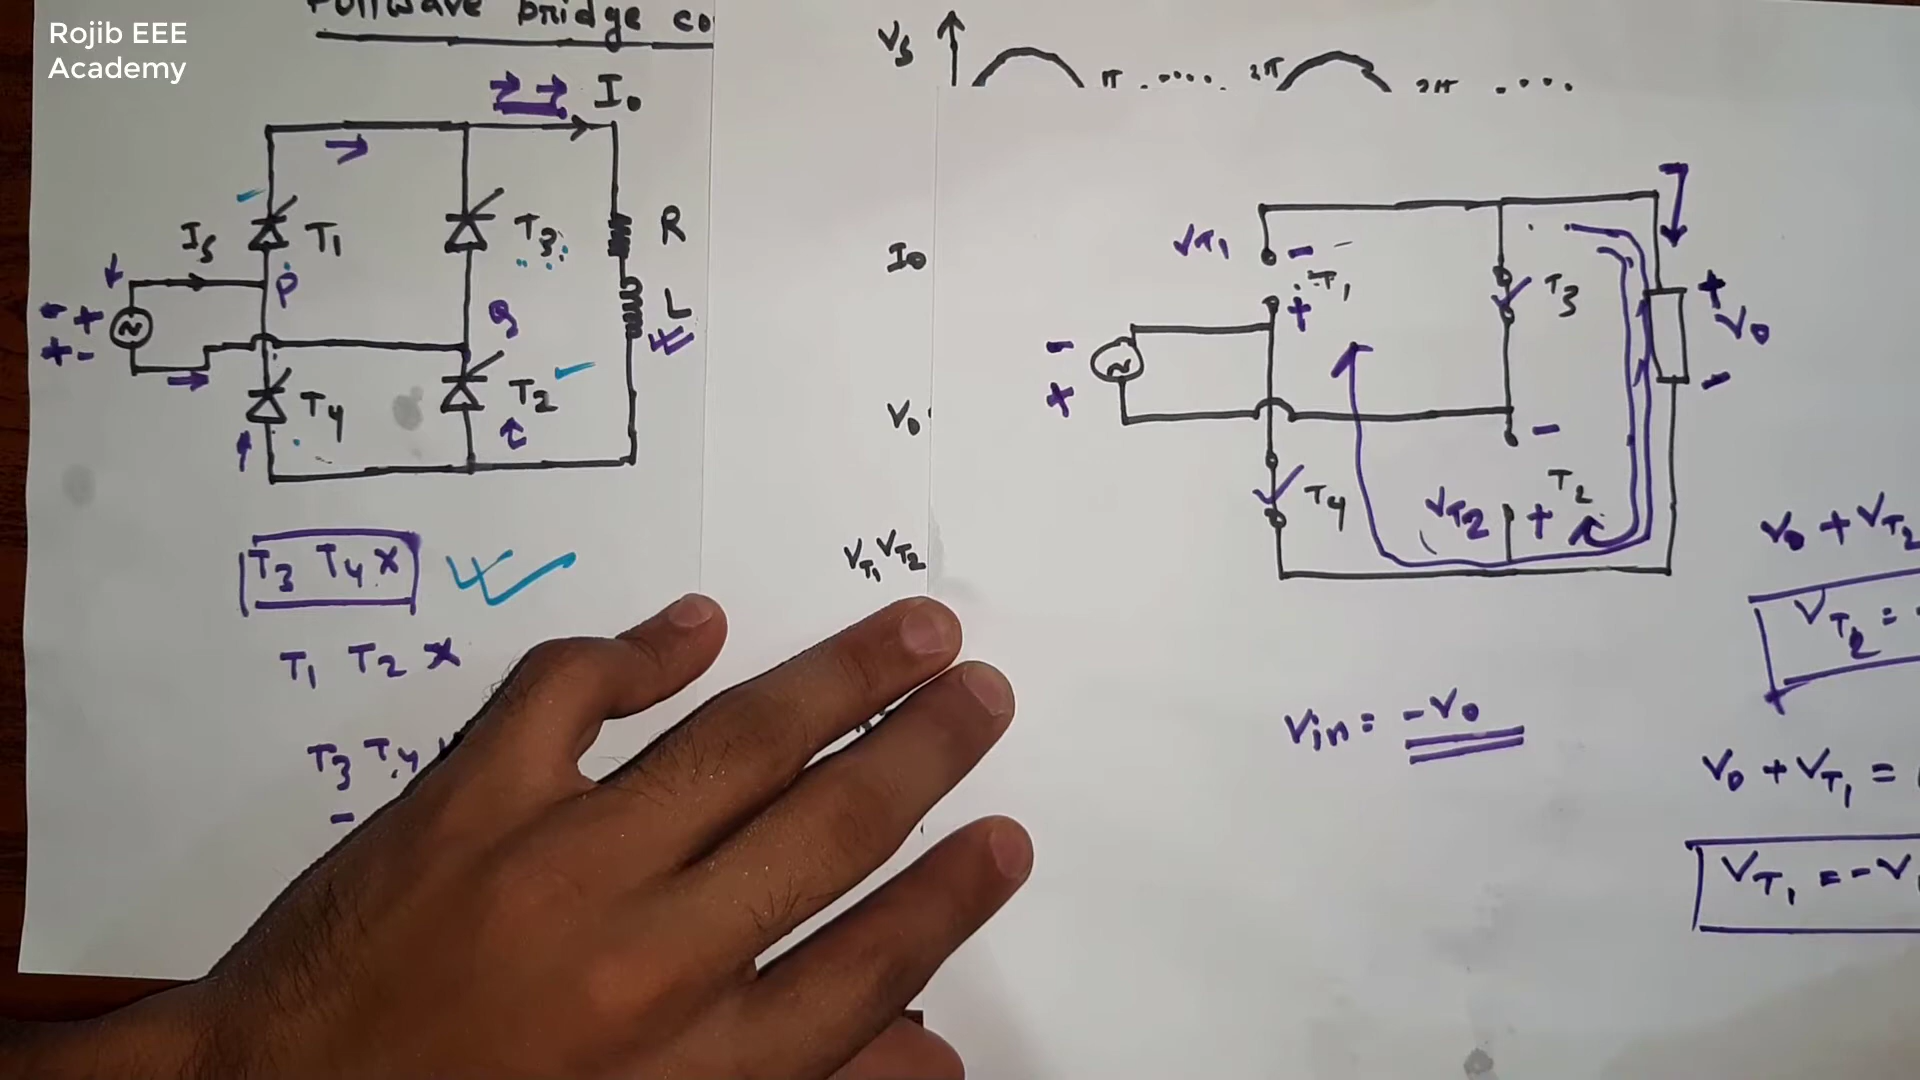 Rojib EEE
Academy
Fullwave bridge co
I₀
Is
T₁
T₃
R
P
Q
L
- +
+ -
T₂
T₄
T₃ T₄ x
T₁ T₂ x
T₃ T₄
-
Vs
π ..... 2π
....
I₀
V₀
V_T₁ V_T₂
V_T₁ -
T₁
+
T₃
+
V₀
-
-
+
-
T₂
T₄
V_T₂ +
V₀ + V_T₂
V_T₂ =
Vin = -V₀
V₀ + V_T₁ =
V_T₁ = - V